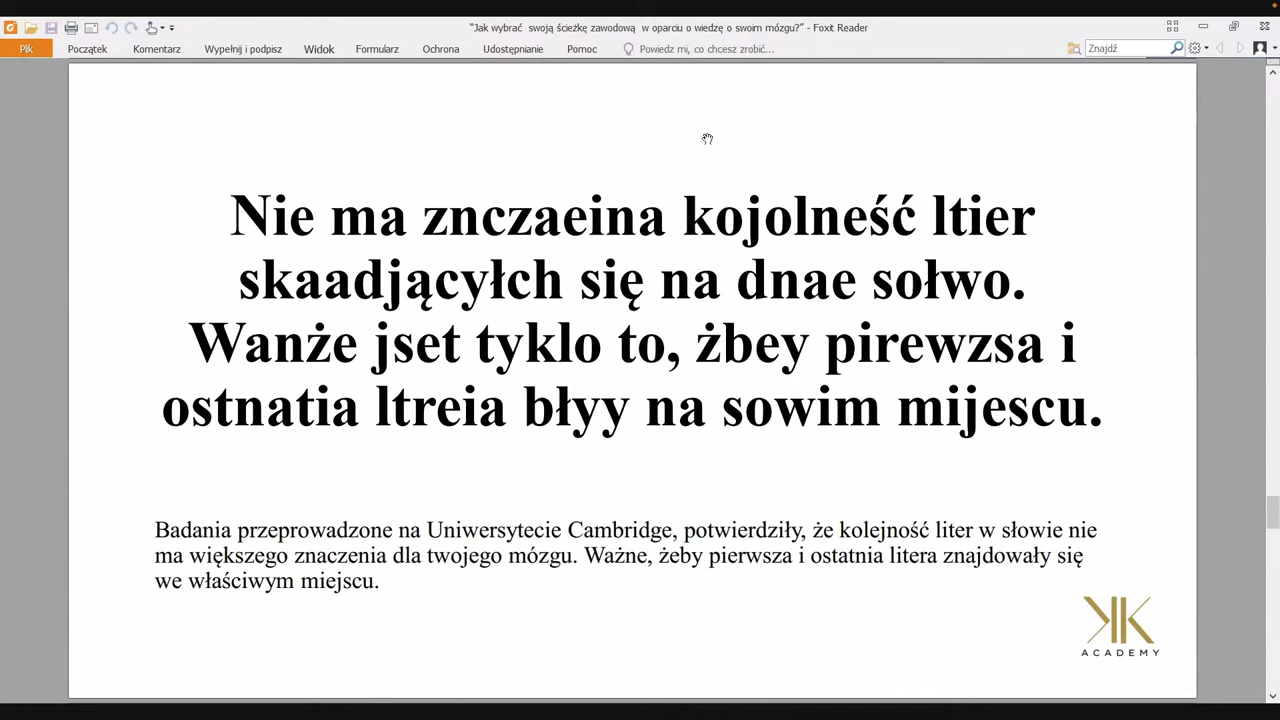 “Jak wybrać swoją ścieżkę zawodową w oparciu o wiedzę o swoim mózgu?” - Foxit Reader
Plik Początek Komentarz Wypełnij i podpisz Widok Formularz Ochrona Udostępnianie Pomoc Powiedz mi, co chcesz zrobić... Znajdź
Nie ma znczaeina kojolneść ltier
skaadjącyłch się na dnae sołwo.
Wanże jset tyklo to, żbey pirewzsa i
ostnatia ltreia błyy na sowim mijescu.
Badania przeprowadzone na Uniwersytecie Cambridge, potwierdziły, że kolejność liter w słowie nie
ma większego znaczenia dla twojego mózgu. Ważne, żeby pierwsza i ostatnia litera znajdowały się
we właściwym miejscu.
KK
ACADEMY